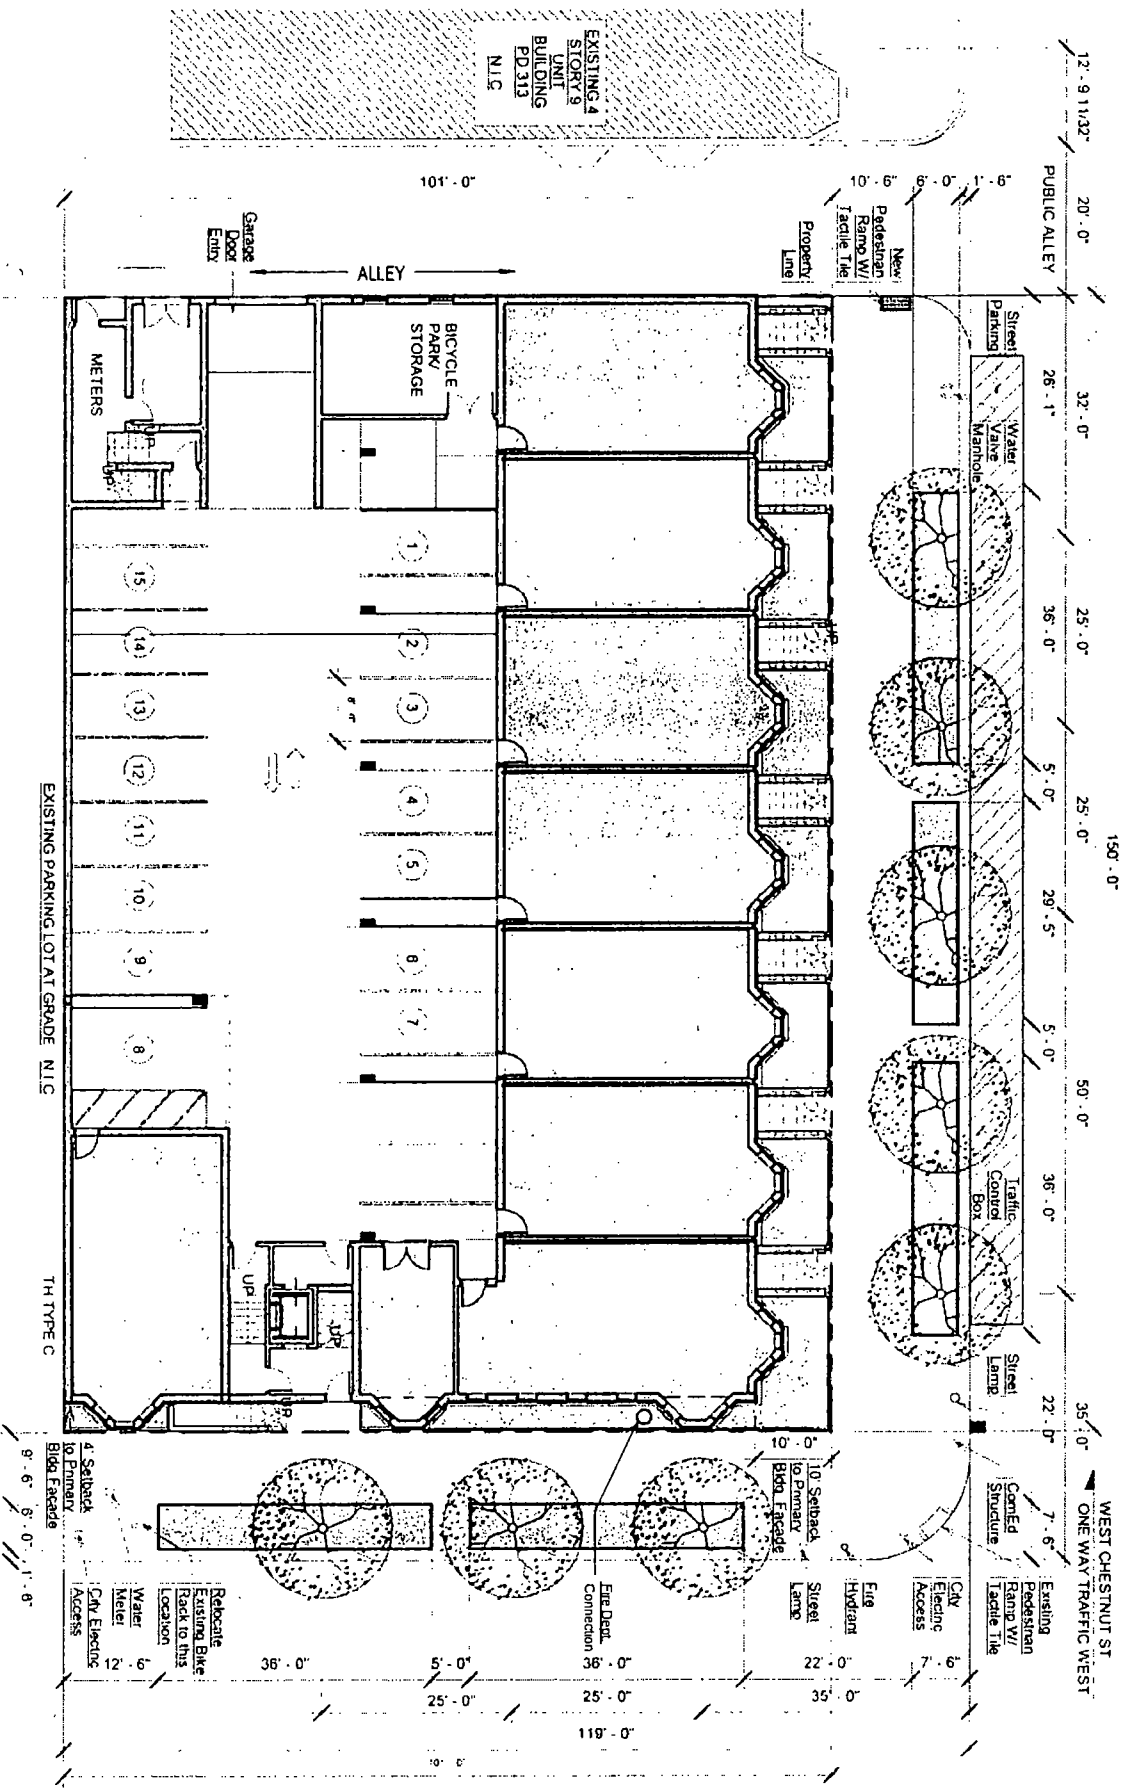 EXISTING 4
STORY 9
UNIT
BUILDING
PD 313
N.I.C
12' - 9 11/32"
20' - 0"
PUBLIC ALLEY
150' - 0"
32' - 0"
25' - 0"
25' - 0"
50' - 0"
35' - 0"
26' - 1"
36' - 0"
5' - 0"
29' - 5"
5' - 0"
36' - 0"
22' - 0"
7' - 6"
WEST CHESTNUT ST
ONE WAY TRAFFIC WEST
101' - 0"
10' - 6"
6' - 0"
1' - 6"
New
Pedestrian
Ramp W/
Tactile Tile
Property
Line
Street
Parking
Water
Valve
Manhole
Traffic
Control
Box
Street
Lamp
ComEd
Structure
Existing
Pedestrian
Ramp W/
Tactile Tile
City
Electric
Access
Fire
Hydrant
Street
Lamp
10' Setback
to Primary
Bldg Facade
10' - 0"
Fire Dept.
Connection
Garage
Door
Entry
ALLEY
METERS
BICYCLE
PARK/
STORAGE
UP
UP
UP
1
2
3
4
5
6
7
15
14
13
12
11
10
9
8
UP
UP
UP
EXISTING PARKING LOT AT GRADE N.I.C
TH TYPE C
4' Setback
to Primary
Bldg Facade
9' - 6"
6' - 0"
1' - 6"
Relocate
Existing Bike
Rack to this
Location
Water
Meter
City Electric
Access
12' - 6"
36' - 0"
5' - 0"
36' - 0"
22' - 0"
7' - 6"
25' - 0"
25' - 0"
35' - 0"
119' - 0"